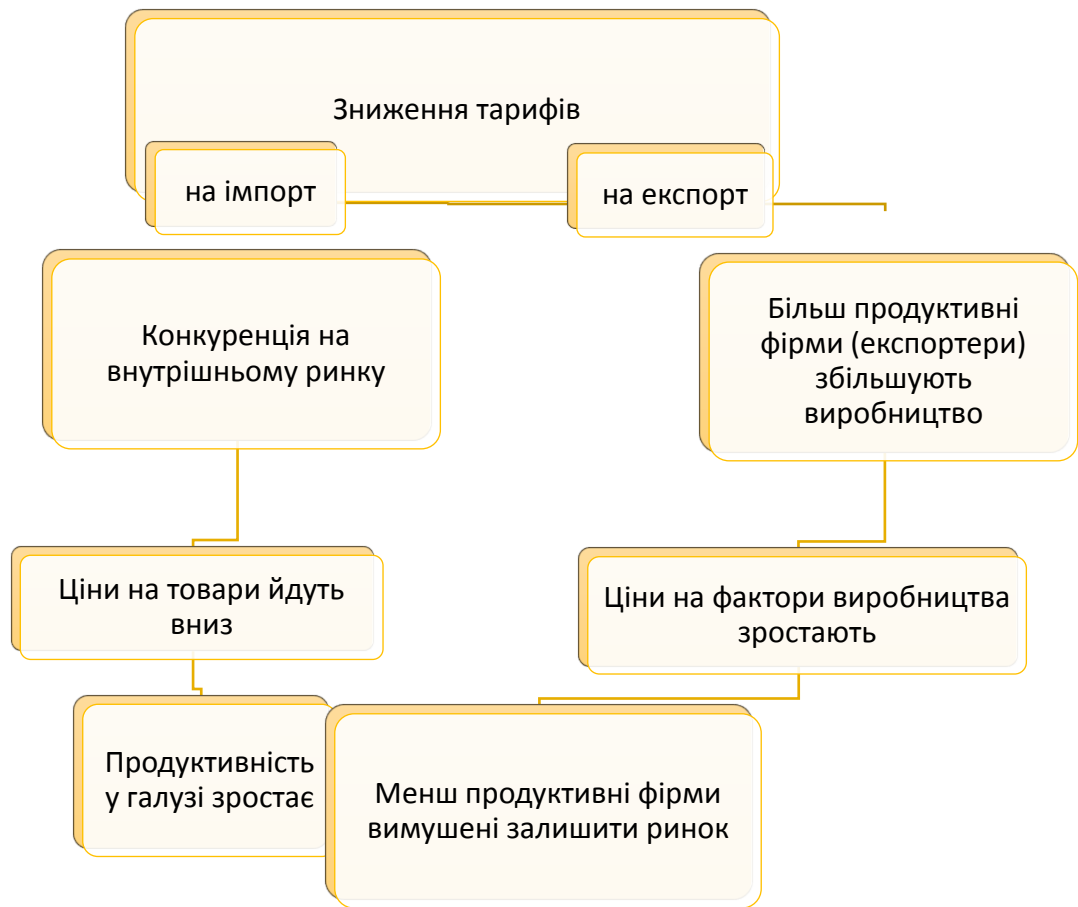 Зниження тарифів
на імпорт
на експорт
Конкуренція на
внутрішньому ринку
Більш продуктивні
фірми (експортери)
збільшують
виробництво
Ціни на товари йдуть
вниз
Ціни на фактори виробництва
зростають
Продуктивність
у галузі зростає
Менш продуктивні фірми
вимушені залишити ринок